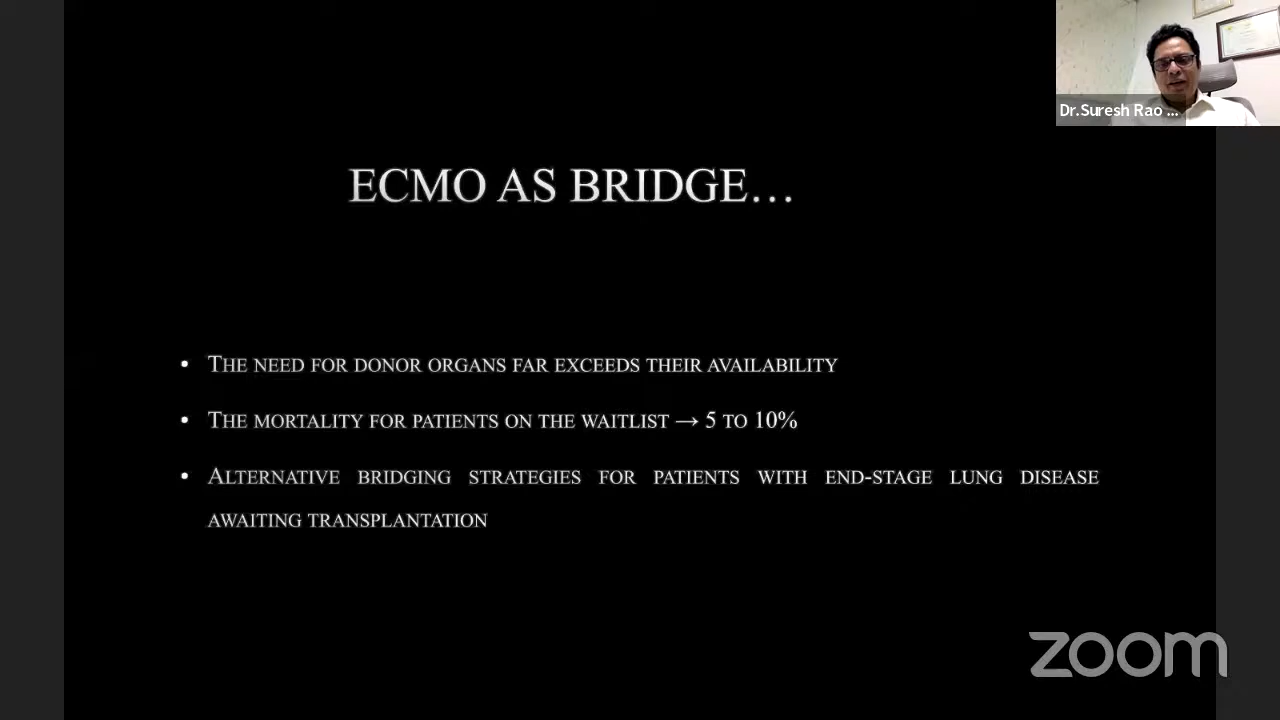 Dr.Suresh Rao ...
ECMO AS BRIDGE…
• THE NEED FOR DONOR ORGANS FAR EXCEEDS THEIR AVAILABILITY
• THE MORTALITY FOR PATIENTS ON THE WAITLIST → 5 TO 10%
• ALTERNATIVE BRIDGING STRATEGIES FOR PATIENTS WITH END-STAGE LUNG DISEASE
AWAITING TRANSPLANTATION
zoom